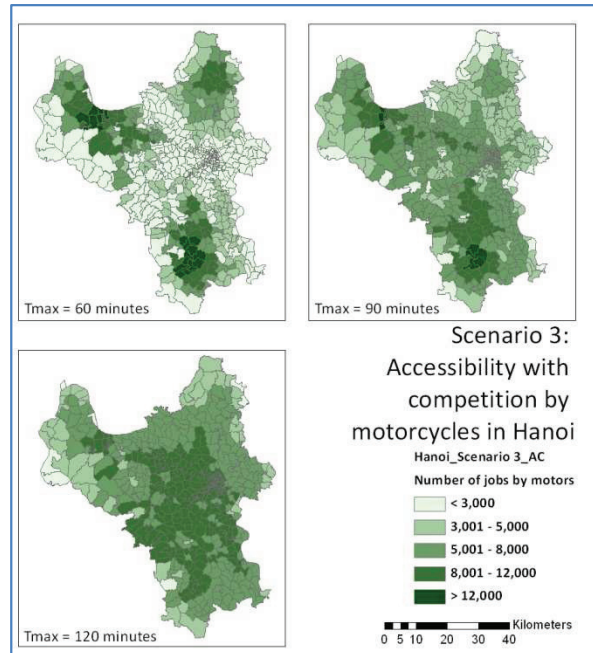 Tmax = 60 minutes
Tmax = 90 minutes
Scenario 3:
Accessibility with
competition by
motorcycles in Hanoi
Hanoi_Scenario 3_AC
Number of jobs by motors
< 3,000
3,001 - 5,000
5,001 - 8,000
8,001 - 12,000
> 12,000
Kilometers
0 5 10 20 30 40
Tmax = 120 minutes